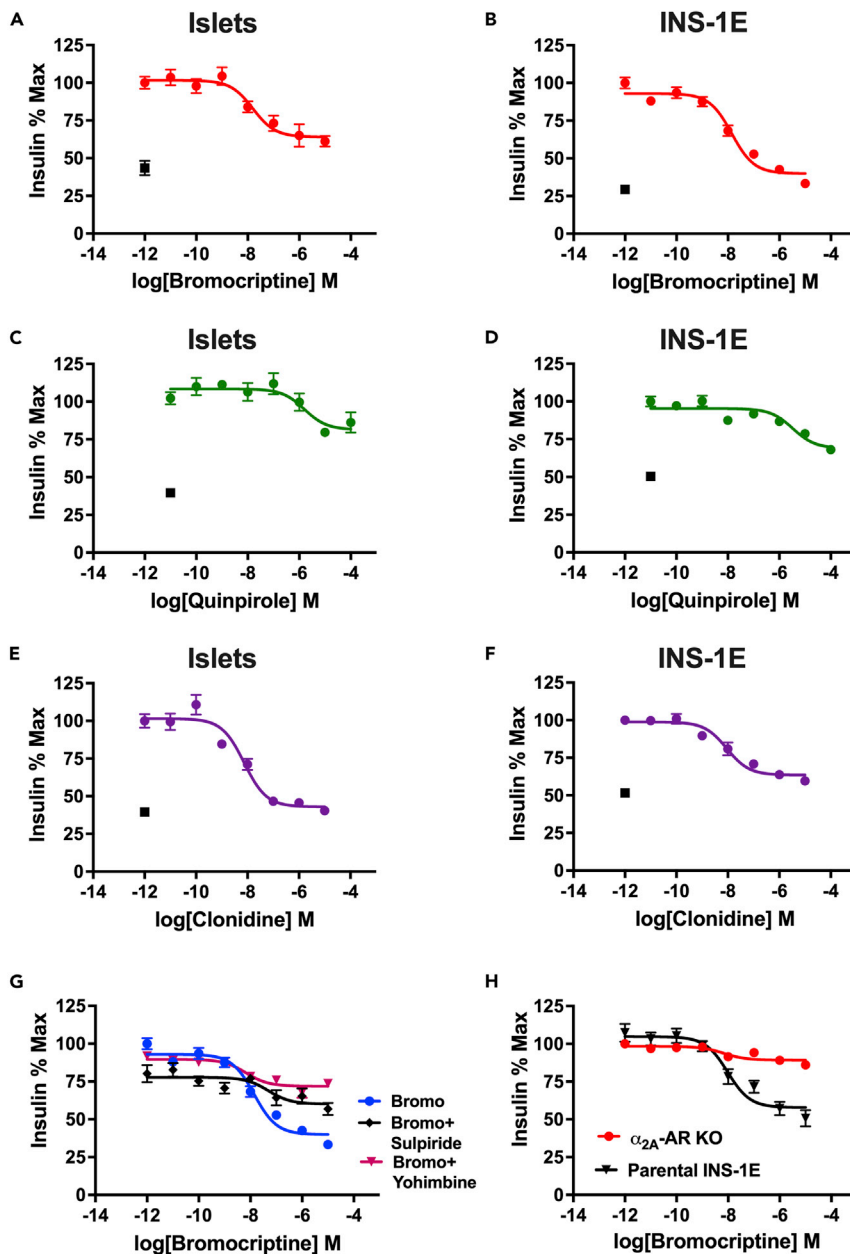 A
Islets
Insulin % Max
125
100
75
50
25
0
-14 -12 -10 -8 -6 -4
log[Bromocriptine] M
B
INS-1E
Insulin % Max
125
100
75
50
25
0
-14 -12 -10 -8 -6 -4
log[Bromocriptine] M
C
Islets
Insulin % Max
125
100
75
50
25
0
-14 -12 -10 -8 -6 -4
log[Quinpirole] M
D
INS-1E
Insulin % Max
125
100
75
50
25
0
-14 -12 -10 -8 -6 -4
log[Quinpirole] M
E
Islets
Insulin % Max
125
100
75
50
25
0
-14 -12 -10 -8 -6 -4
log[Clonidine] M
F
INS-1E
Insulin % Max
125
100
75
50
25
0
-14 -12 -10 -8 -6 -4
log[Clonidine] M
G
Insulin % Max
125
100
75
50
25
0
-14 -12 -10 -8 -6 -4
log[Bromocriptine] M
Bromo
Bromo+
Sulpiride
Bromo+
Yohimbine
H
Insulin % Max
125
100
75
50
25
0
-14 -12 -10 -8 -6 -4
log[Bromocriptine] M
α2A-AR KO
Parental INS-1E